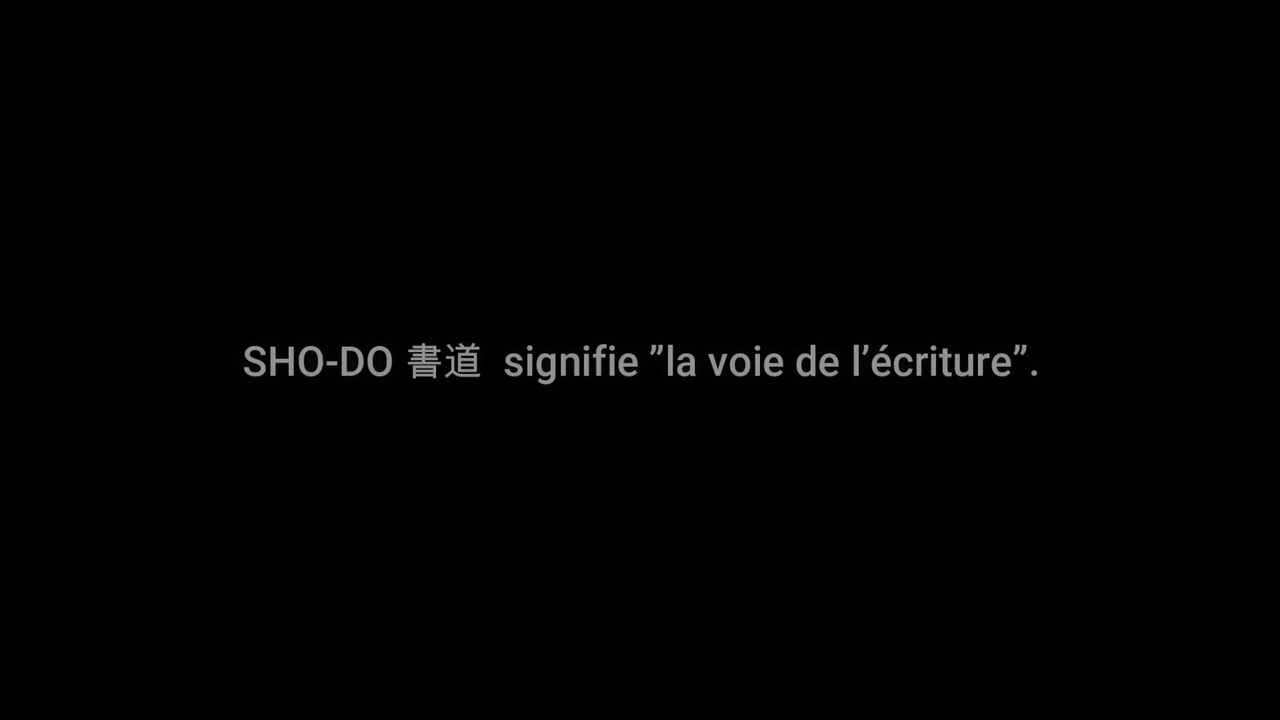 SHO-DO 書道  signifie ”la voie de l’écriture”.